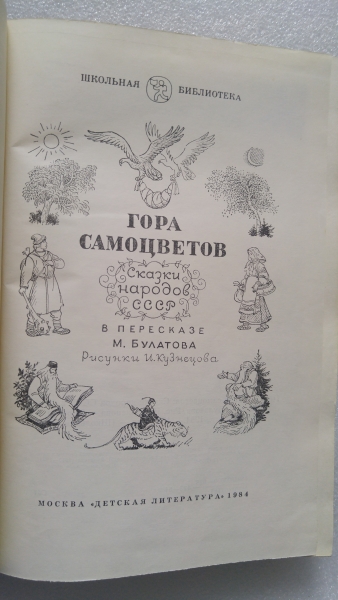 ШКОЛЬНАЯ БИБЛИОТЕКА
ГОРА
САМОЦВЕТОВ
Сказки
народов
СССР
В ПЕРЕСКАЗЕ
М. БУЛАТОВА
Рисунки И. Кузнецова
МОСКВА «ДЕТСКАЯ ЛИТЕРАТУРА» 1984